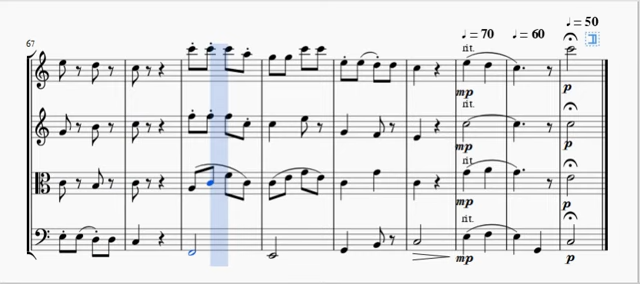 ♩ = 50
♩ = 70 ♩ = 60
67 rit.
mp p
rit.
mp p
rit.
mp p
rit.
mp p